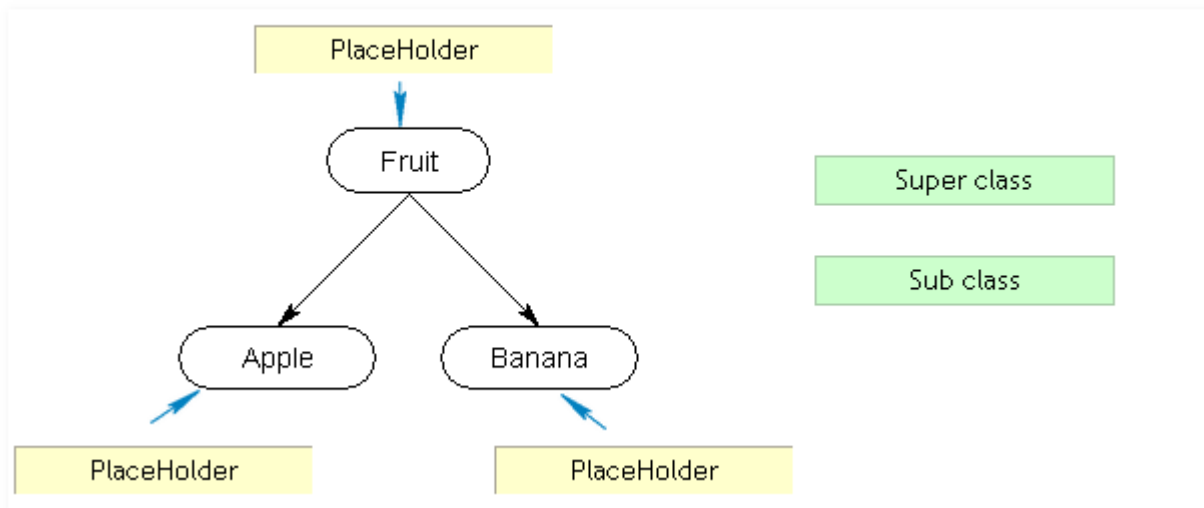 PlaceHolder
Fruit
Super class
Sub class
Apple
Banana
PlaceHolder
PlaceHolder